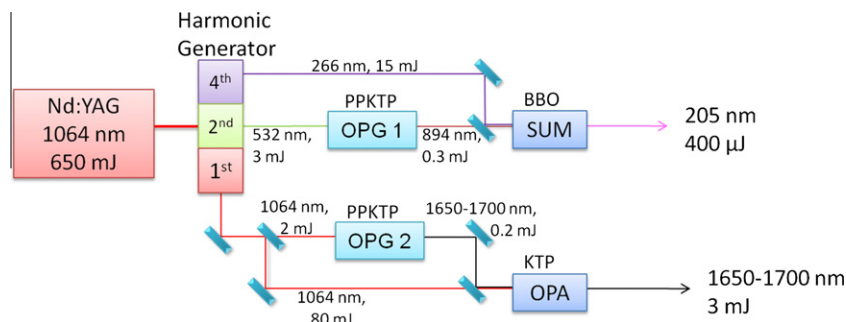 Harmonic
Generator
Nd:YAG
1064 nm
650 mJ
4th
2nd
1st
266 nm, 15 mJ
532 nm,
3 mJ
PPKTP
OPG 1
894 nm,
0.3 mJ
BBO
SUM
205 nm
400 µJ
1064 nm,
2 mJ
PPKTP
OPG 2
1650-1700 nm,
0.2 mJ
1064 nm,
80 mJ
KTP
OPA
1650-1700 nm
3 mJ